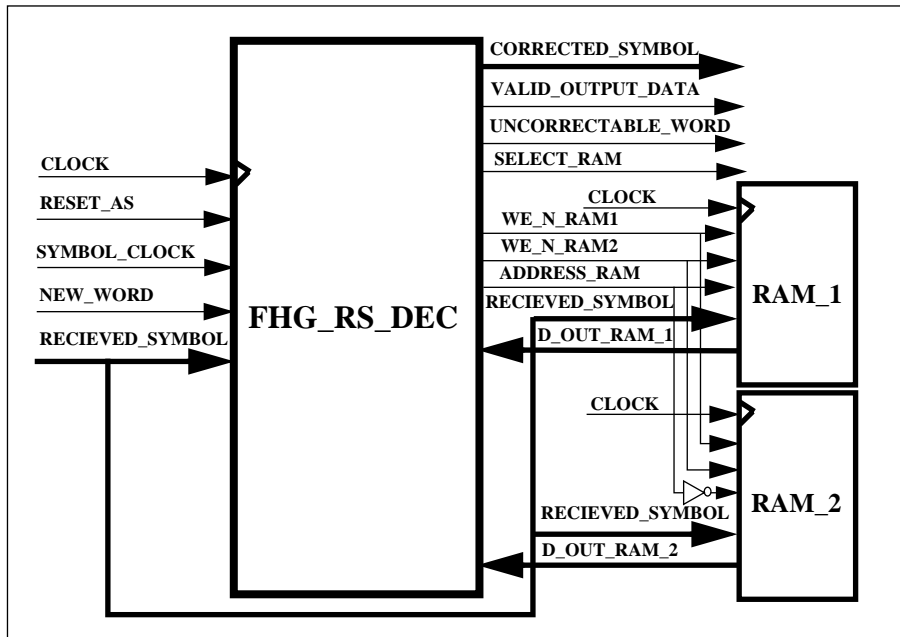 CLOCK
RESET_AS
SYMBOL_CLOCK
NEW_WORD
RECIEVED_SYMBOL
FHG_RS_DEC
CORRECTED_SYMBOL
VALID_OUTPUT_DATA
UNCORRECTABLE_WORD
SELECT_RAM
CLOCK
WE_N_RAM1
WE_N_RAM2
ADDRESS_RAM
RECIEVED_SYMBOL
D_OUT_RAM_1
RAM_1
CLOCK
RECIEVED_SYMBOL
D_OUT_RAM_2
RAM_2